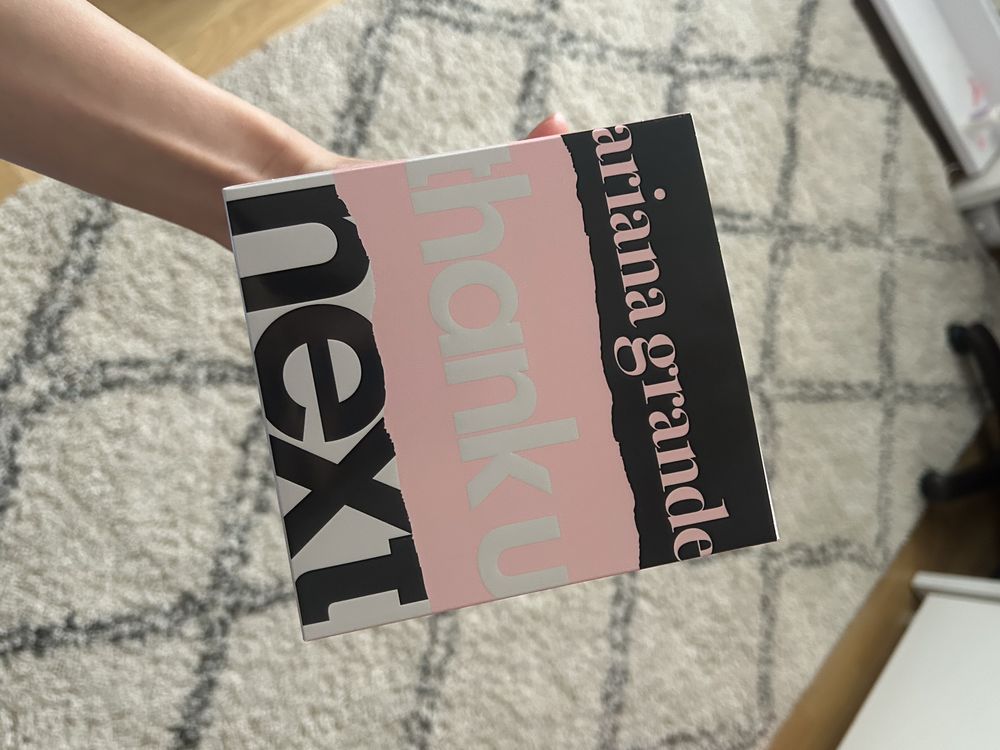 ariana grande
thank u
next